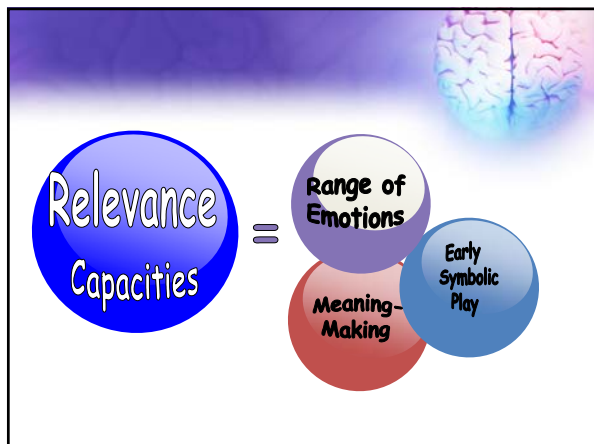 Relevance
Capacities
=
Range of
Emotions
Early
Symbolic
Play
Meaning-
Making